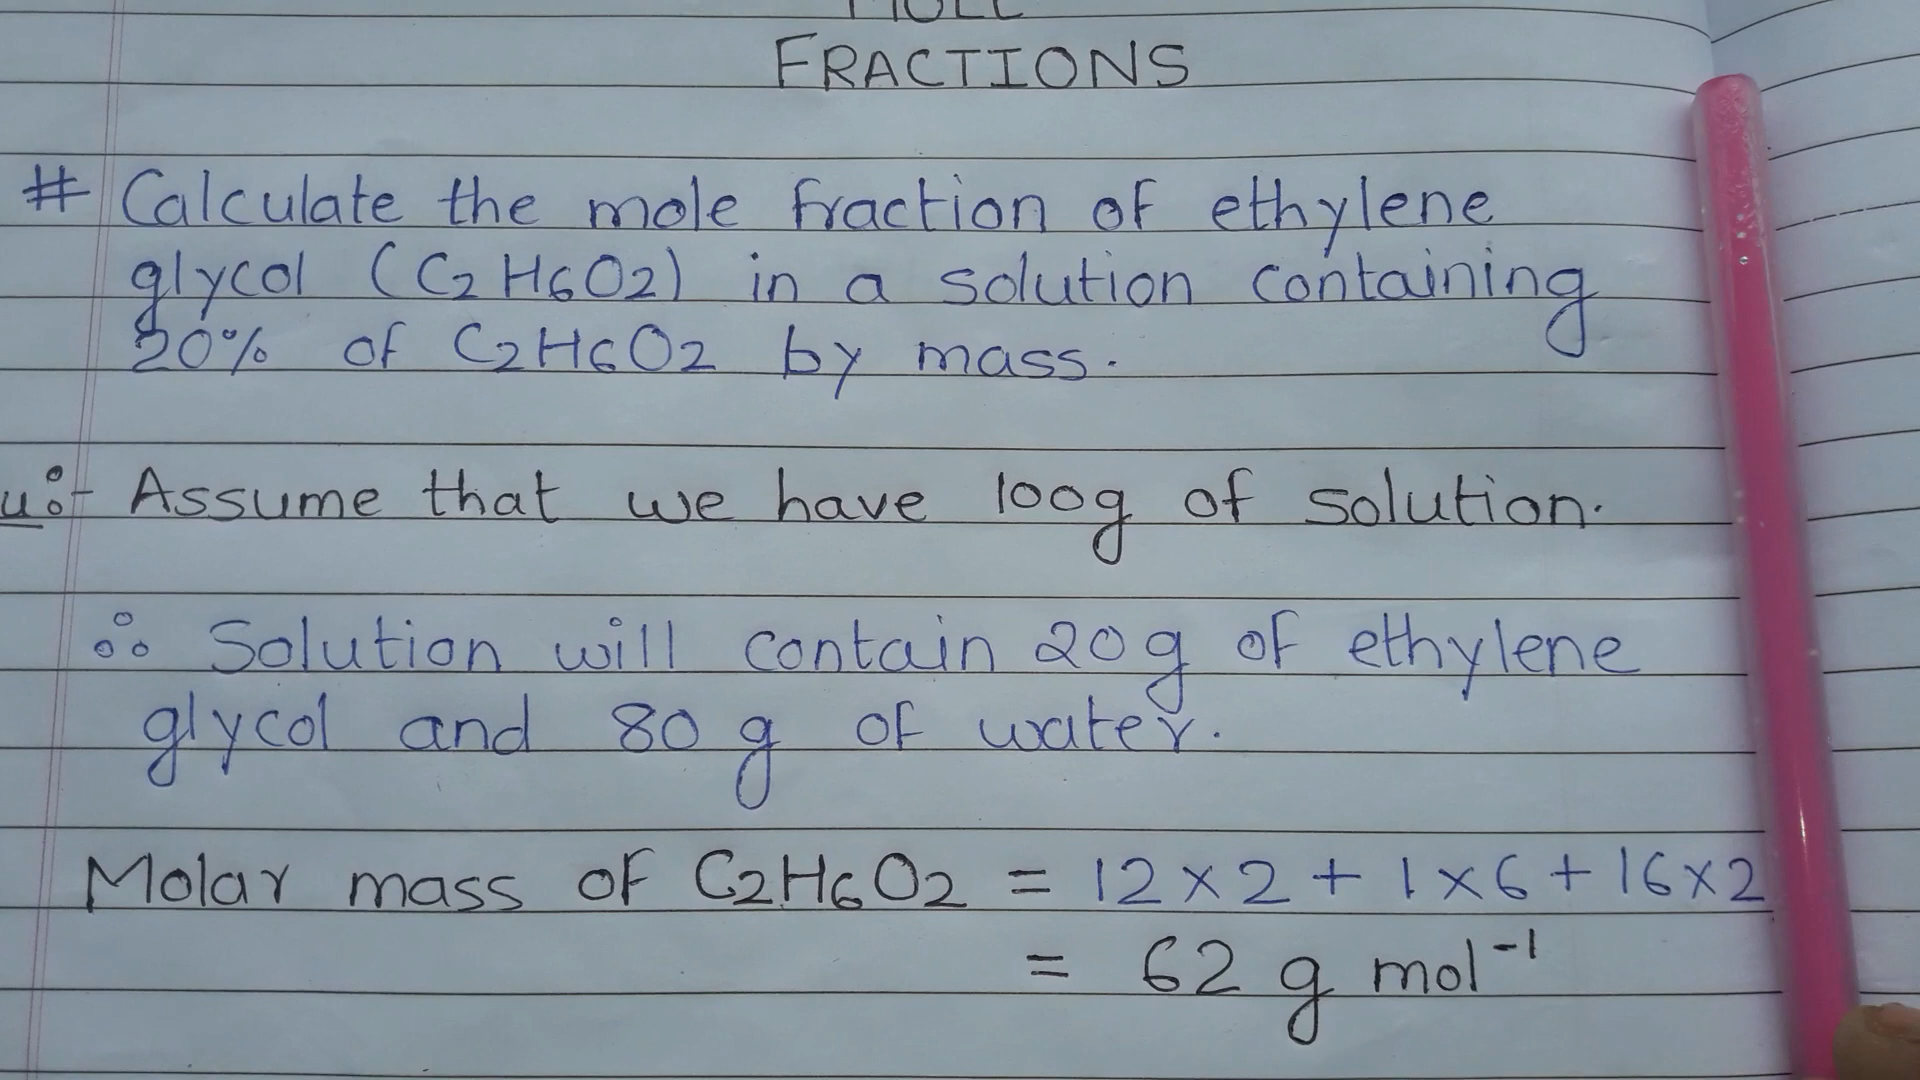 MOLE
FRACTIONS
# Calculate the mole fraction of ethylene
glycol (C2H6O2) in a solution containing
20% of C2H6O2 by mass.
Assume that we have 100g of solution.
∴ Solution will contain 20g of ethylene
glycol and 80 g of water.
Molar mass of C2H6O2 = 12×2 + 1×6 + 16×2
= 62 g mol⁻¹